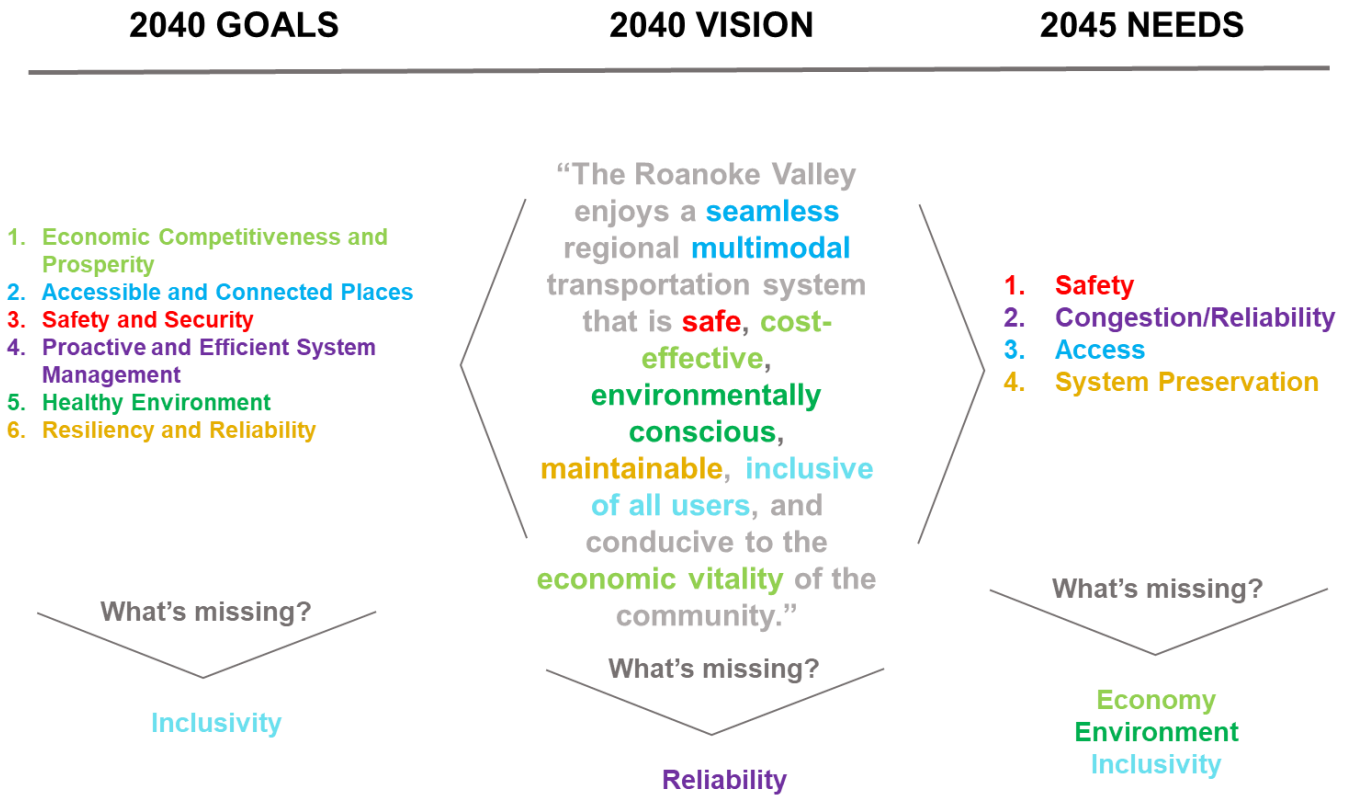 2040 GOALS
2040 VISION
2045 NEEDS
1. Economic Competitiveness and
Prosperity
2. Accessible and Connected Places
3. Safety and Security
4. Proactive and Efficient System
Management
5. Healthy Environment
6. Resiliency and Reliability
What’s missing?
Inclusivity
“The Roanoke Valley
enjoys a seamless
regional multimodal
transportation system
that is safe, cost-
effective,
environmentally
conscious,
maintainable, inclusive
of all users, and
conducive to the
economic vitality of the
community.”
What’s missing?
Reliability
1. Safety
2. Congestion/Reliability
3. Access
4. System Preservation
What’s missing?
Economy
Environment
Inclusivity